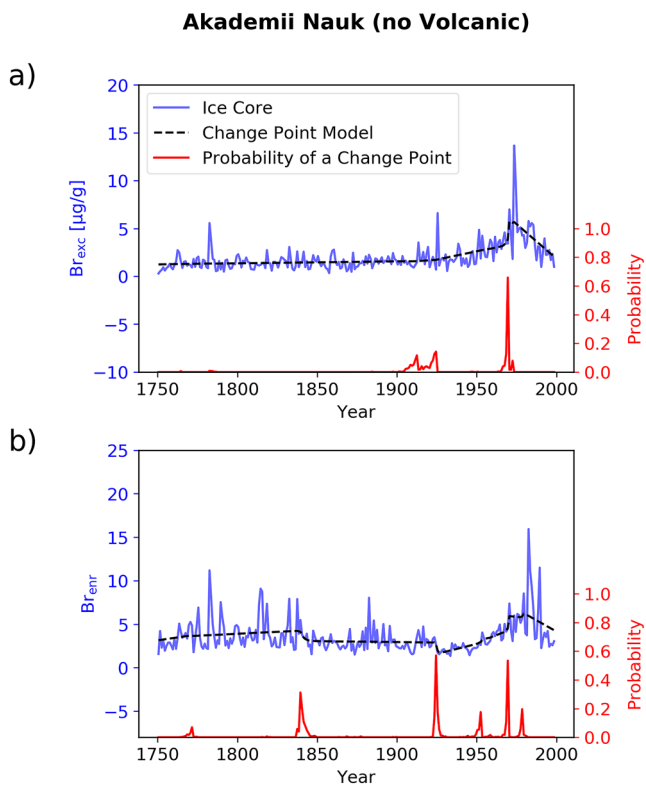 Akademii Nauk (no Volcanic)
a)
20
15
10
5
0
−5
−10
Br_exc [µg/g]
Ice Core
Change Point Model
Probability of a Change Point
1.0
0.8
0.6
0.4
0.2
0.0
Probability
1750 1800 1850 1900 1950 2000
Year
b)
25
20
15
10
5
0
−5
Br_enr
1.0
0.8
0.6
0.4
0.2
0.0
Probability
1750 1800 1850 1900 1950 2000
Year